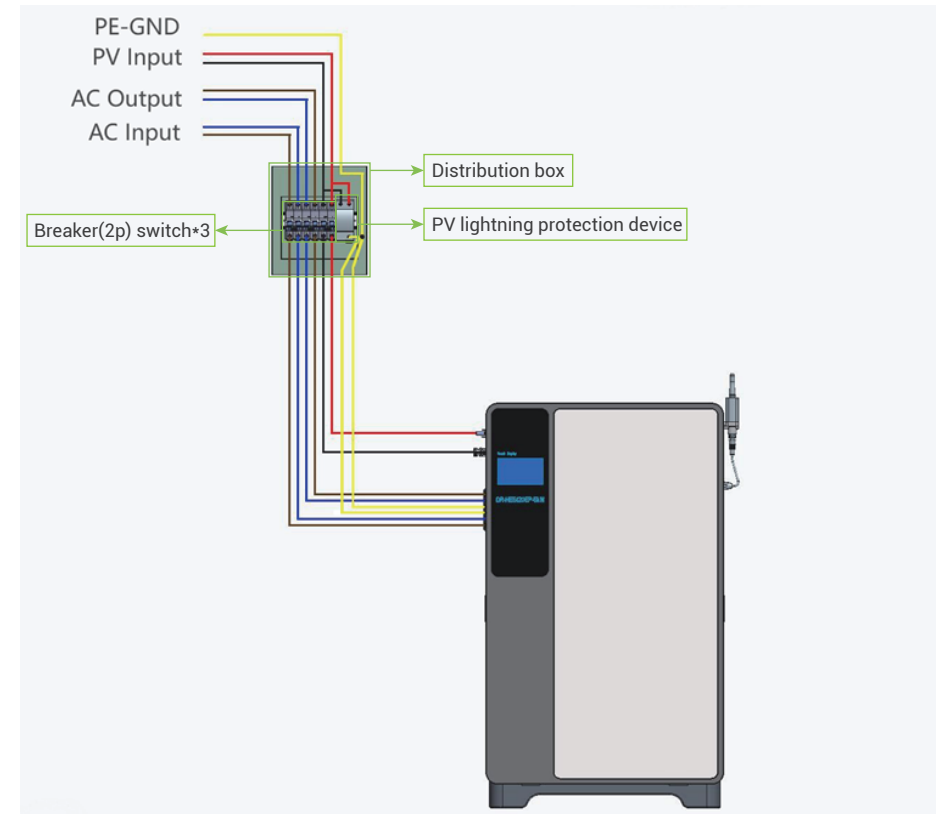 PE-GND
PV Input
AC Output
AC Input
Distribution box
PV lightning protection device
Breaker(2p) switch*3